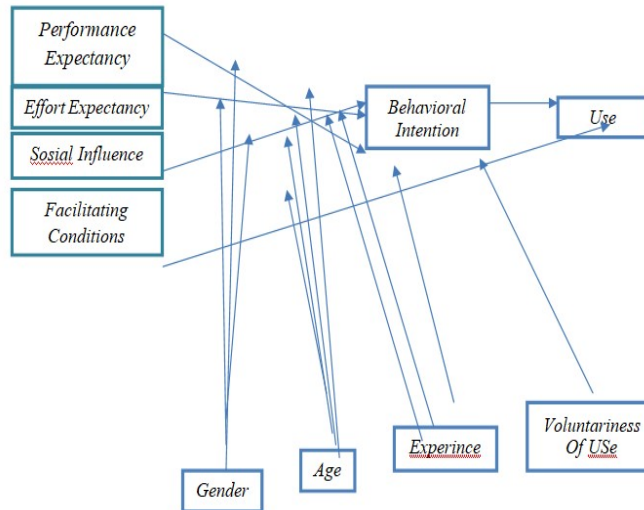 Performance
Expectancy
Effort Expectancy
Sosial Influence
Facilitating
Conditions
Behavioral
Intention
Use
Gender
Age
Experince
Voluntariness
Of USe